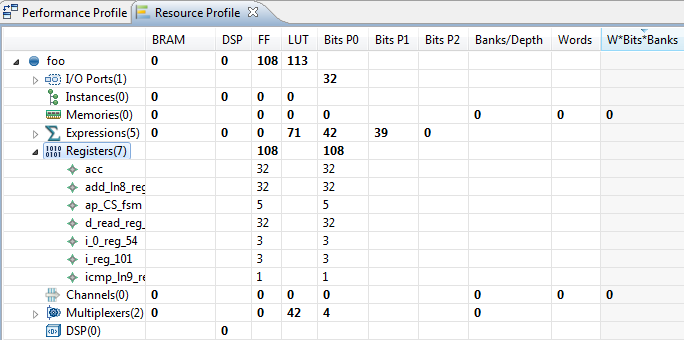 Performance Profile Resource Profile
BRAM DSP FF LUT Bits P0 Bits P1 Bits P2 Banks/Depth Words W*Bits*Banks
foo 0 0 108 113
I/O Ports(1) 32
Instances(0) 0 0 0 0
Memories(0) 0 0 0 0 0 0 0
Expressions(5) 0 0 0 71 42 39 0
Registers(7) 108 108
acc 32 32
add_ln8_reg 32 32
ap_CS_fsm 5 5
d_read_reg_ 32 32
i_0_reg_54 3 3
i_reg_101 3 3
icmp_ln9_re 1 1
Channels(0) 0 0 0 0 0 0 0
Multiplexers(2) 0 0 42 4 0
DSP(0) 0